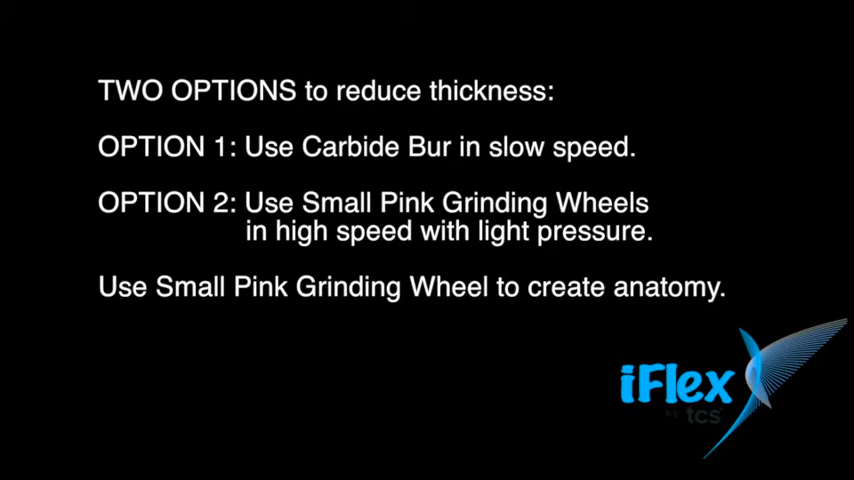 TWO OPTIONS to reduce thickness:
OPTION 1: Use Carbide Bur in slow speed.
OPTION 2: Use Small Pink Grinding Wheels
in high speed with light pressure.
Use Small Pink Grinding Wheel to create anatomy.
iFlex
by tcs